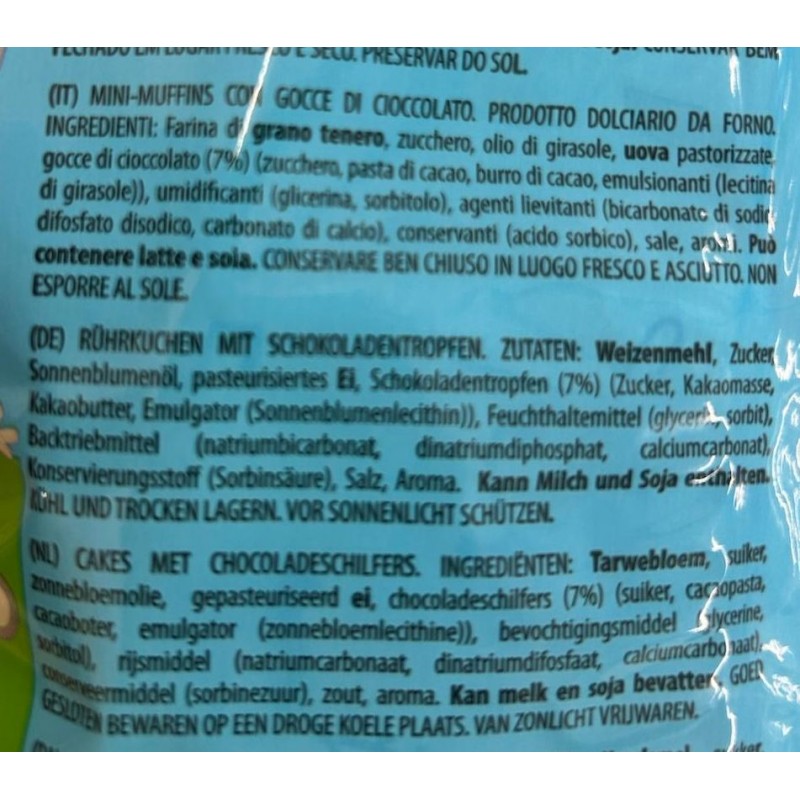 FECHADO EM LUGAR FRESCO E SECO. PRESERVAR DO SOL.
(IT) MINI-MUFFINS CON GOCCE DI CIOCCOLATO. PRODOTTO DOLCIARIO DA FORNO.
INGREDIENTI: Farina di grano tenero, zucchero, olio di girasole, uova pastorizzate,
gocce di cioccolato (7%) (zucchero, pasta di cacao, burro di cacao, emulsionanti (lecitina
di girasole)), umidificanti (glicerina, sorbitolo), agenti lievitanti (bicarbonato di sodio,
difosfato disodico, carbonato di calcio), conservanti (acido sorbico), sale, aromi. Può
contenere latte e soia. CONSERVARE BEN CHIUSO IN LUOGO FRESCO E ASCIUTTO. NON
ESPORRE AL SOLE.
(DE) RÜHRKUCHEN MIT SCHOKOLADENTROPFEN. ZUTATEN: Weizenmehl, Zucker,
Sonnenblumenöl, pasteurisiertes Ei, Schokoladentropfen (7%) (Zucker, Kakaomasse,
Kakaobutter, Emulgator (Sonnenblumenlecithin)), Feuchthaltemittel (glycerin, sorbit),
Backtriebmittel (natriumbicarbonat, dinatriumdiphosphat, calciumcarbonat),
Konservierungsstoff (Sorbinsäure), Salz, Aroma. Kann Milch und Soja enthalten.
KÜHL UND TROCKEN LAGERN. VOR SONNENLICHT SCHÜTZEN.
(NL) CAKES MET CHOCOLADESCHILFERS. INGREDIËNTEN: Tarwebloem, suiker,
zonnebloemolie, gepasteuriseerd ei, chocoladeschilfers (7%) (suiker, cacaopasta,
cacaoboter, emulgator (zonnebloemlecithine)), bevochtigingsmiddel glycerine,
sorbitol), rijsmiddel (natriumcarbonaat, dinatriumdifosfaat, calciumcarbonaat),
conserveermiddel (sorbinezuur), zout, aroma. Kan melk en soja bevatten. GOED
GESLOTEN BEWAREN OP EEN DROGE KOELE PLAATS. VAN ZONLICHT VRIJWAREN.